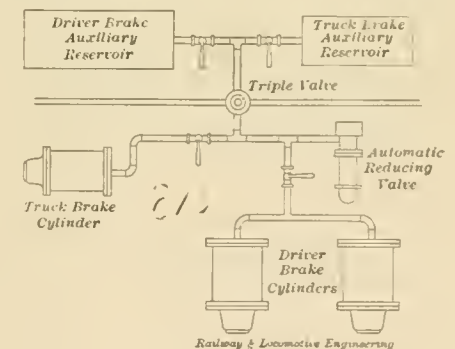 Driver Brake
Auxiliary
Reservoir
Truck Brake
Auxiliary
Reservoir
Triple Valve
Automatic
Reducing
Valve
Truck Brake
Cylinder
Driver
Brake
Cylinders
Railway & Locomotive Engineering